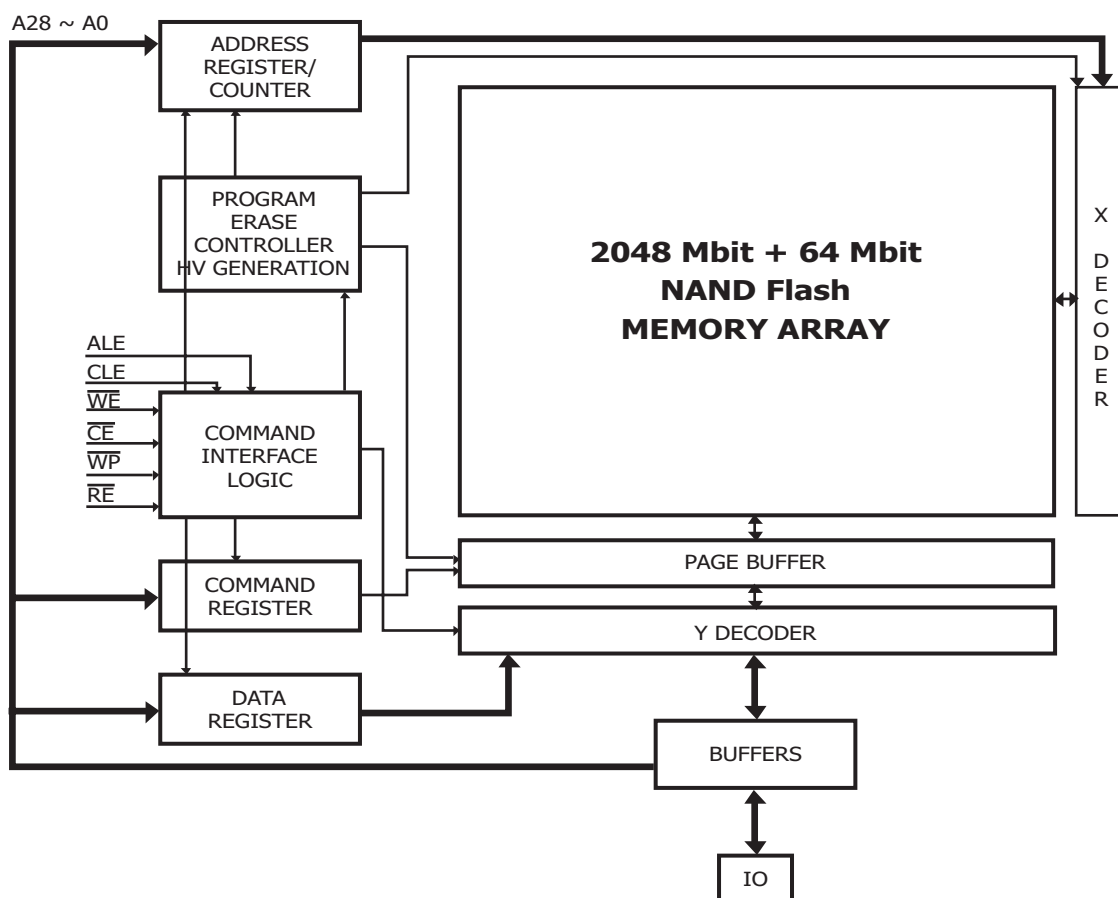 A28 ~ A0
ADDRESS
REGISTER/
COUNTER
PROGRAM
ERASE
CONTROLLER
HV GENERATION
2048 Mbit + 64 Mbit
NAND Flash
MEMORY ARRAY
X
D
E
C
O
D
E
R
ALE
CLE
WE
CE
WP
RE
COMMAND
INTERFACE
LOGIC
PAGE BUFFER
COMMAND
REGISTER
Y DECODER
DATA
REGISTER
BUFFERS
IO